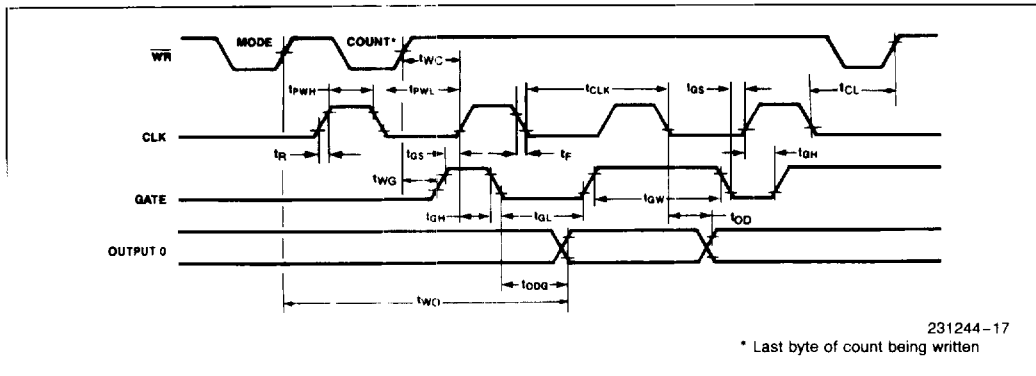 MODE COUNT*
WR
tWC
tPWH tPWL tCLK tGS tCL
CLK
tR tGS tF tGH
tWG
GATE
tGH tGL tGW tOD
OUTPUT 0
tODG
tWO
231244-17
* Last byte of count being written